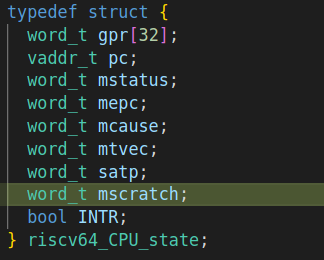 typedef struct {
word_t gpr[32];
vaddr_t pc;
word_t mstatus;
word_t mepc;
word_t mcause;
word_t mtvec;
word_t satp;
word_t mscratch;
bool INTR;
} riscv64_CPU_state;